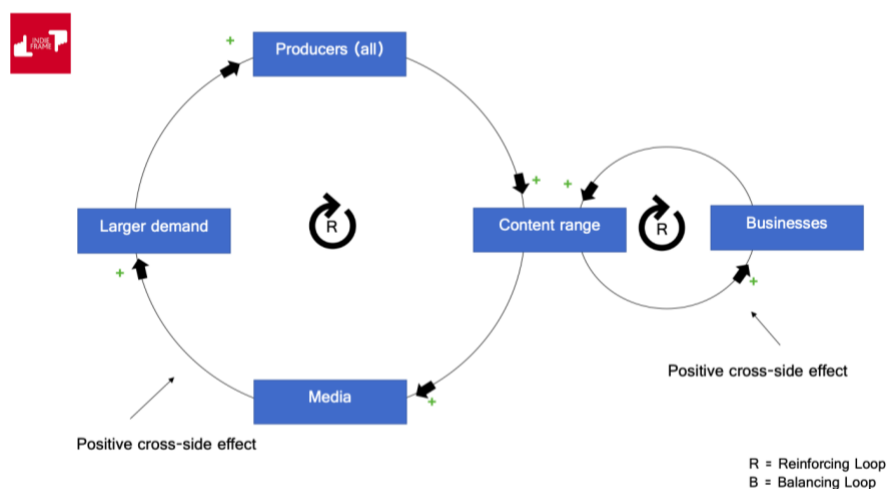 INDIE
FRAME
+
Producers (all)
+
+
Larger demand
R
Content range
R
Businesses
+
+
Media
+
Positive cross-side effect
Positive cross-side effect
R = Reinforcing Loop
B = Balancing Loop